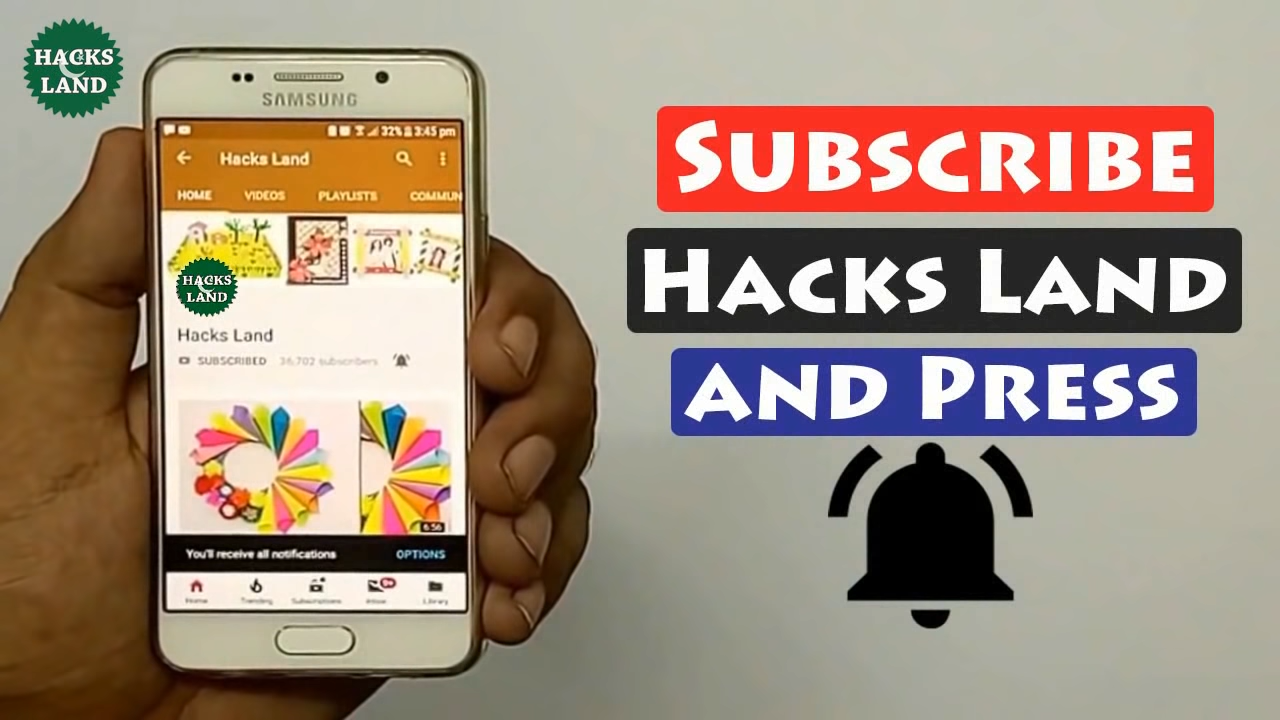 HACKS
LAND
SAMSUNG
32% 3:45 pm
Hacks Land
HOME VIDEOS PLAYLISTS COMMUN
HACKS
LAND
Hacks Land
SUBSCRIBED 36,702 subscribers
6:56
You'll receive all notifications OPTIONS
Home Trending Subscriptions Inbox 9+ Library
SUBSCRIBE
HACKS LAND
AND PRESS